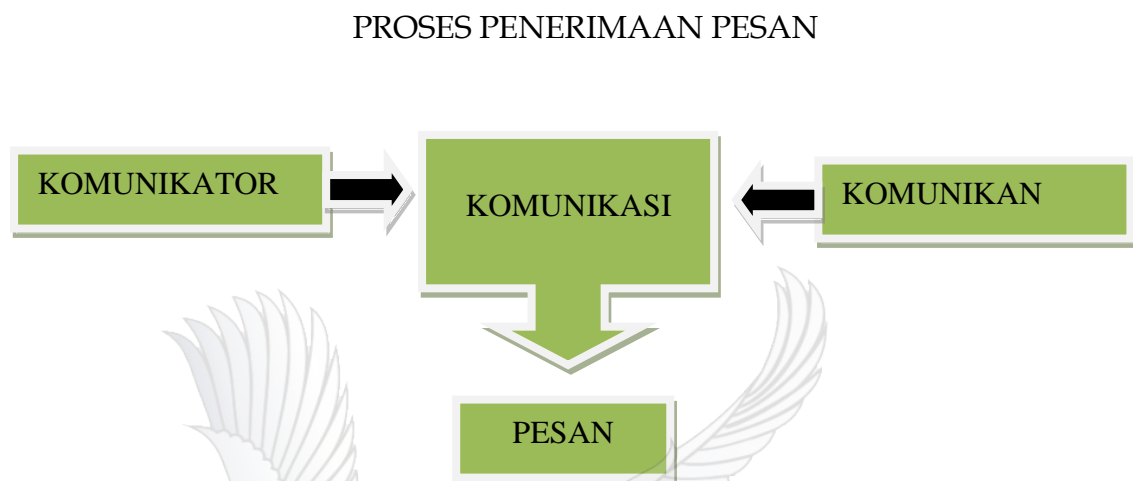 PROSES PENERIMAAN PESAN
KOMUNIKATOR
KOMUNIKASI
KOMUNIKAN
PESAN